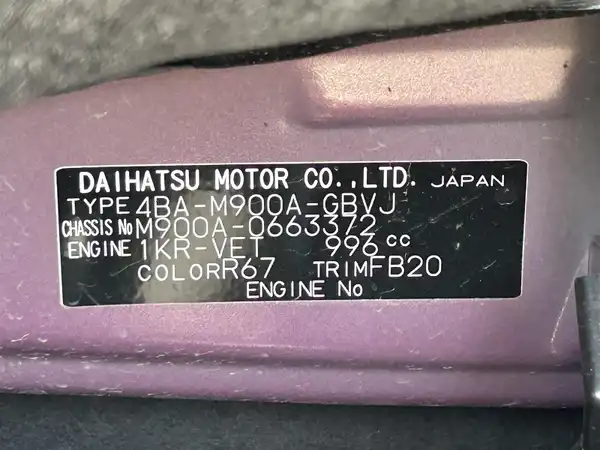 DAIHATSU MOTOR CO.,LTD. JAPAN
TYPE 4BA-M900A-GBVJ
CHASSIS No M900A-0663372
ENGINE 1KR-VET 996 cc
COLOR R67 TRIM FB20
ENGINE No